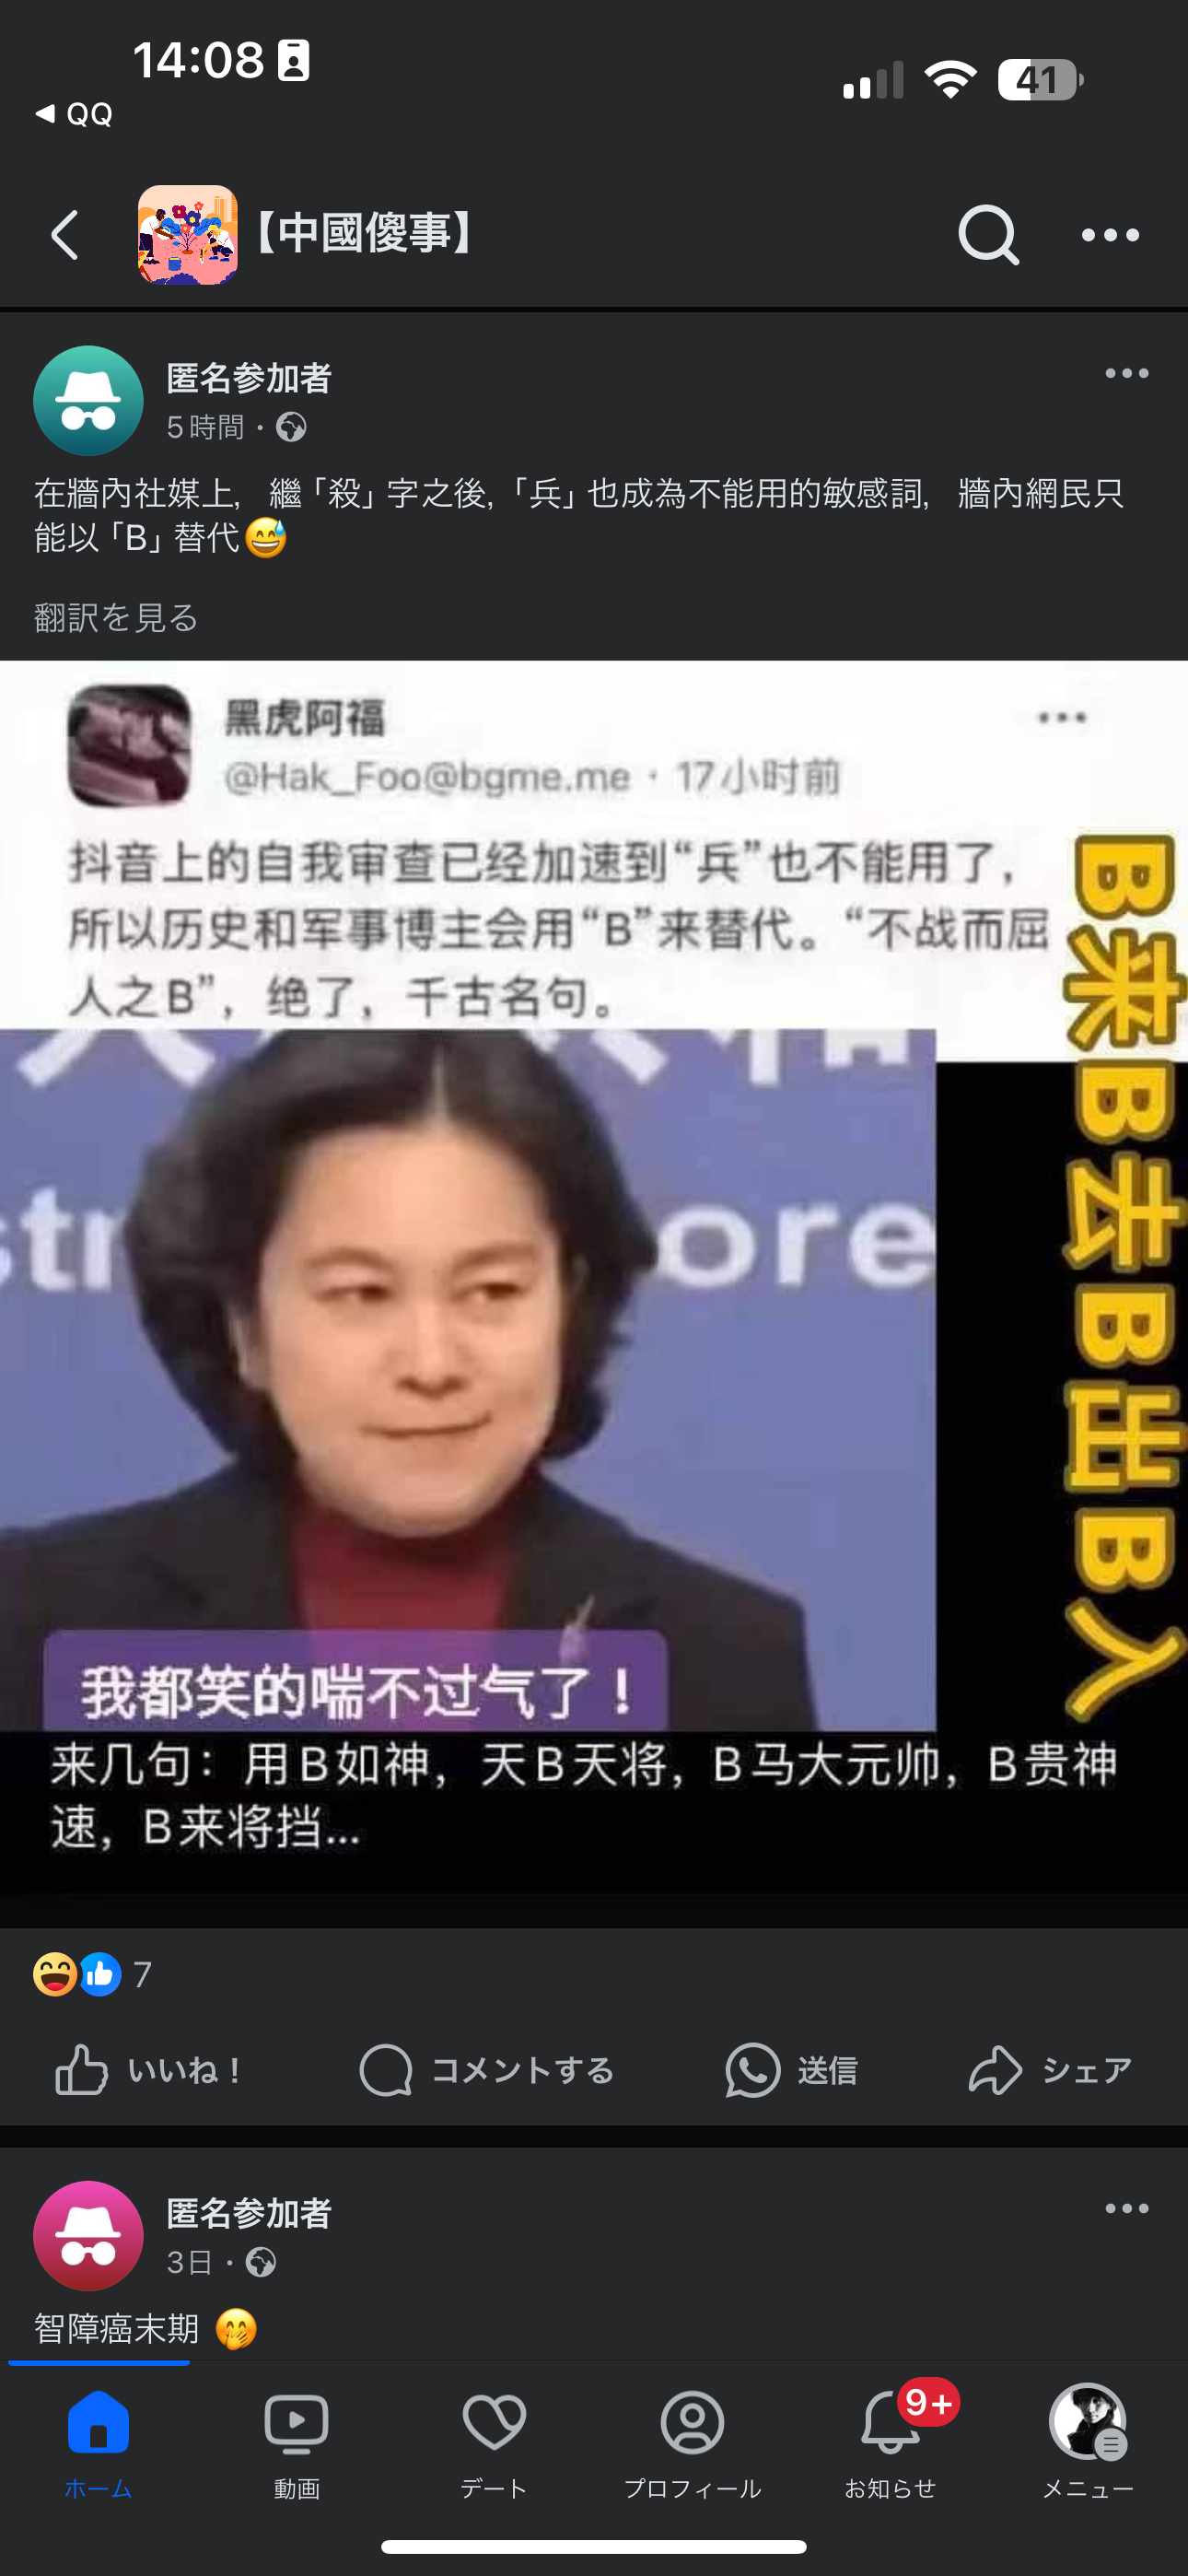 14:08
41
◀ QQ
【中國傻事】
匿名参加者
5時間・
在牆內社媒上, 繼「殺」字之後,「兵」也成為不能用的敏感詞, 牆內網民只
能以「B」替代😅
翻訳を見る
黑虎阿福
@Hak_Foo@bgme.me · 17小时前
抖音上的自我审查已经加速到“兵”也不能用了，
所以历史和军事博主会用“B”来替代。“不战而屈
人之B”，绝了，千古名句。
B来B去B出B人
str
ore
我都笑的喘不过气了！
来几句：用B如神，天B天将，B马大元帅，B贵神
速，B来将挡...
7
いいね！
コメントする
送信
シェア
匿名参加者
3日・
智障癌末期 🤭
9+
ホーム
動画
デート
プロフィール
お知らせ
メニュー